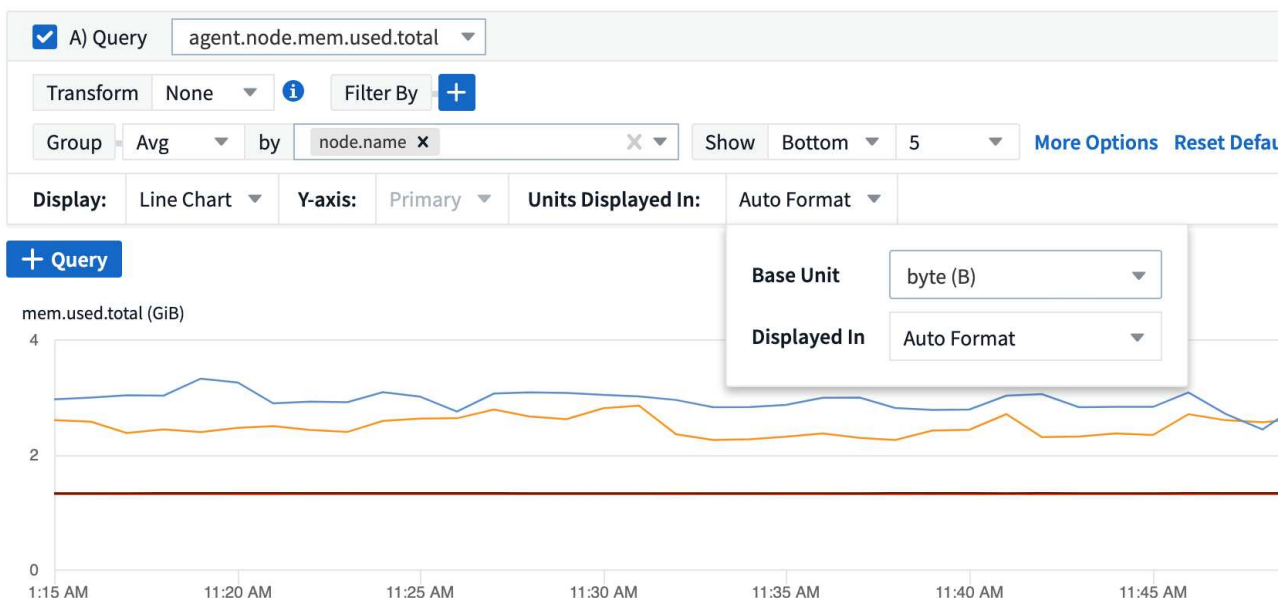 A) Query agent.node.mem.used.total
Transform None i Filter By +
Group Avg by node.name × Show Bottom 5 More Options Reset Defau
Display: Line Chart Y-axis: Primary Units Displayed In: Auto Format
+ Query
Base Unit byte (B)
Displayed In Auto Format
mem.used.total (GiB)
4
2
0
1:15 AM 11:20 AM 11:25 AM 11:30 AM 11:35 AM 11:40 AM 11:45 AM